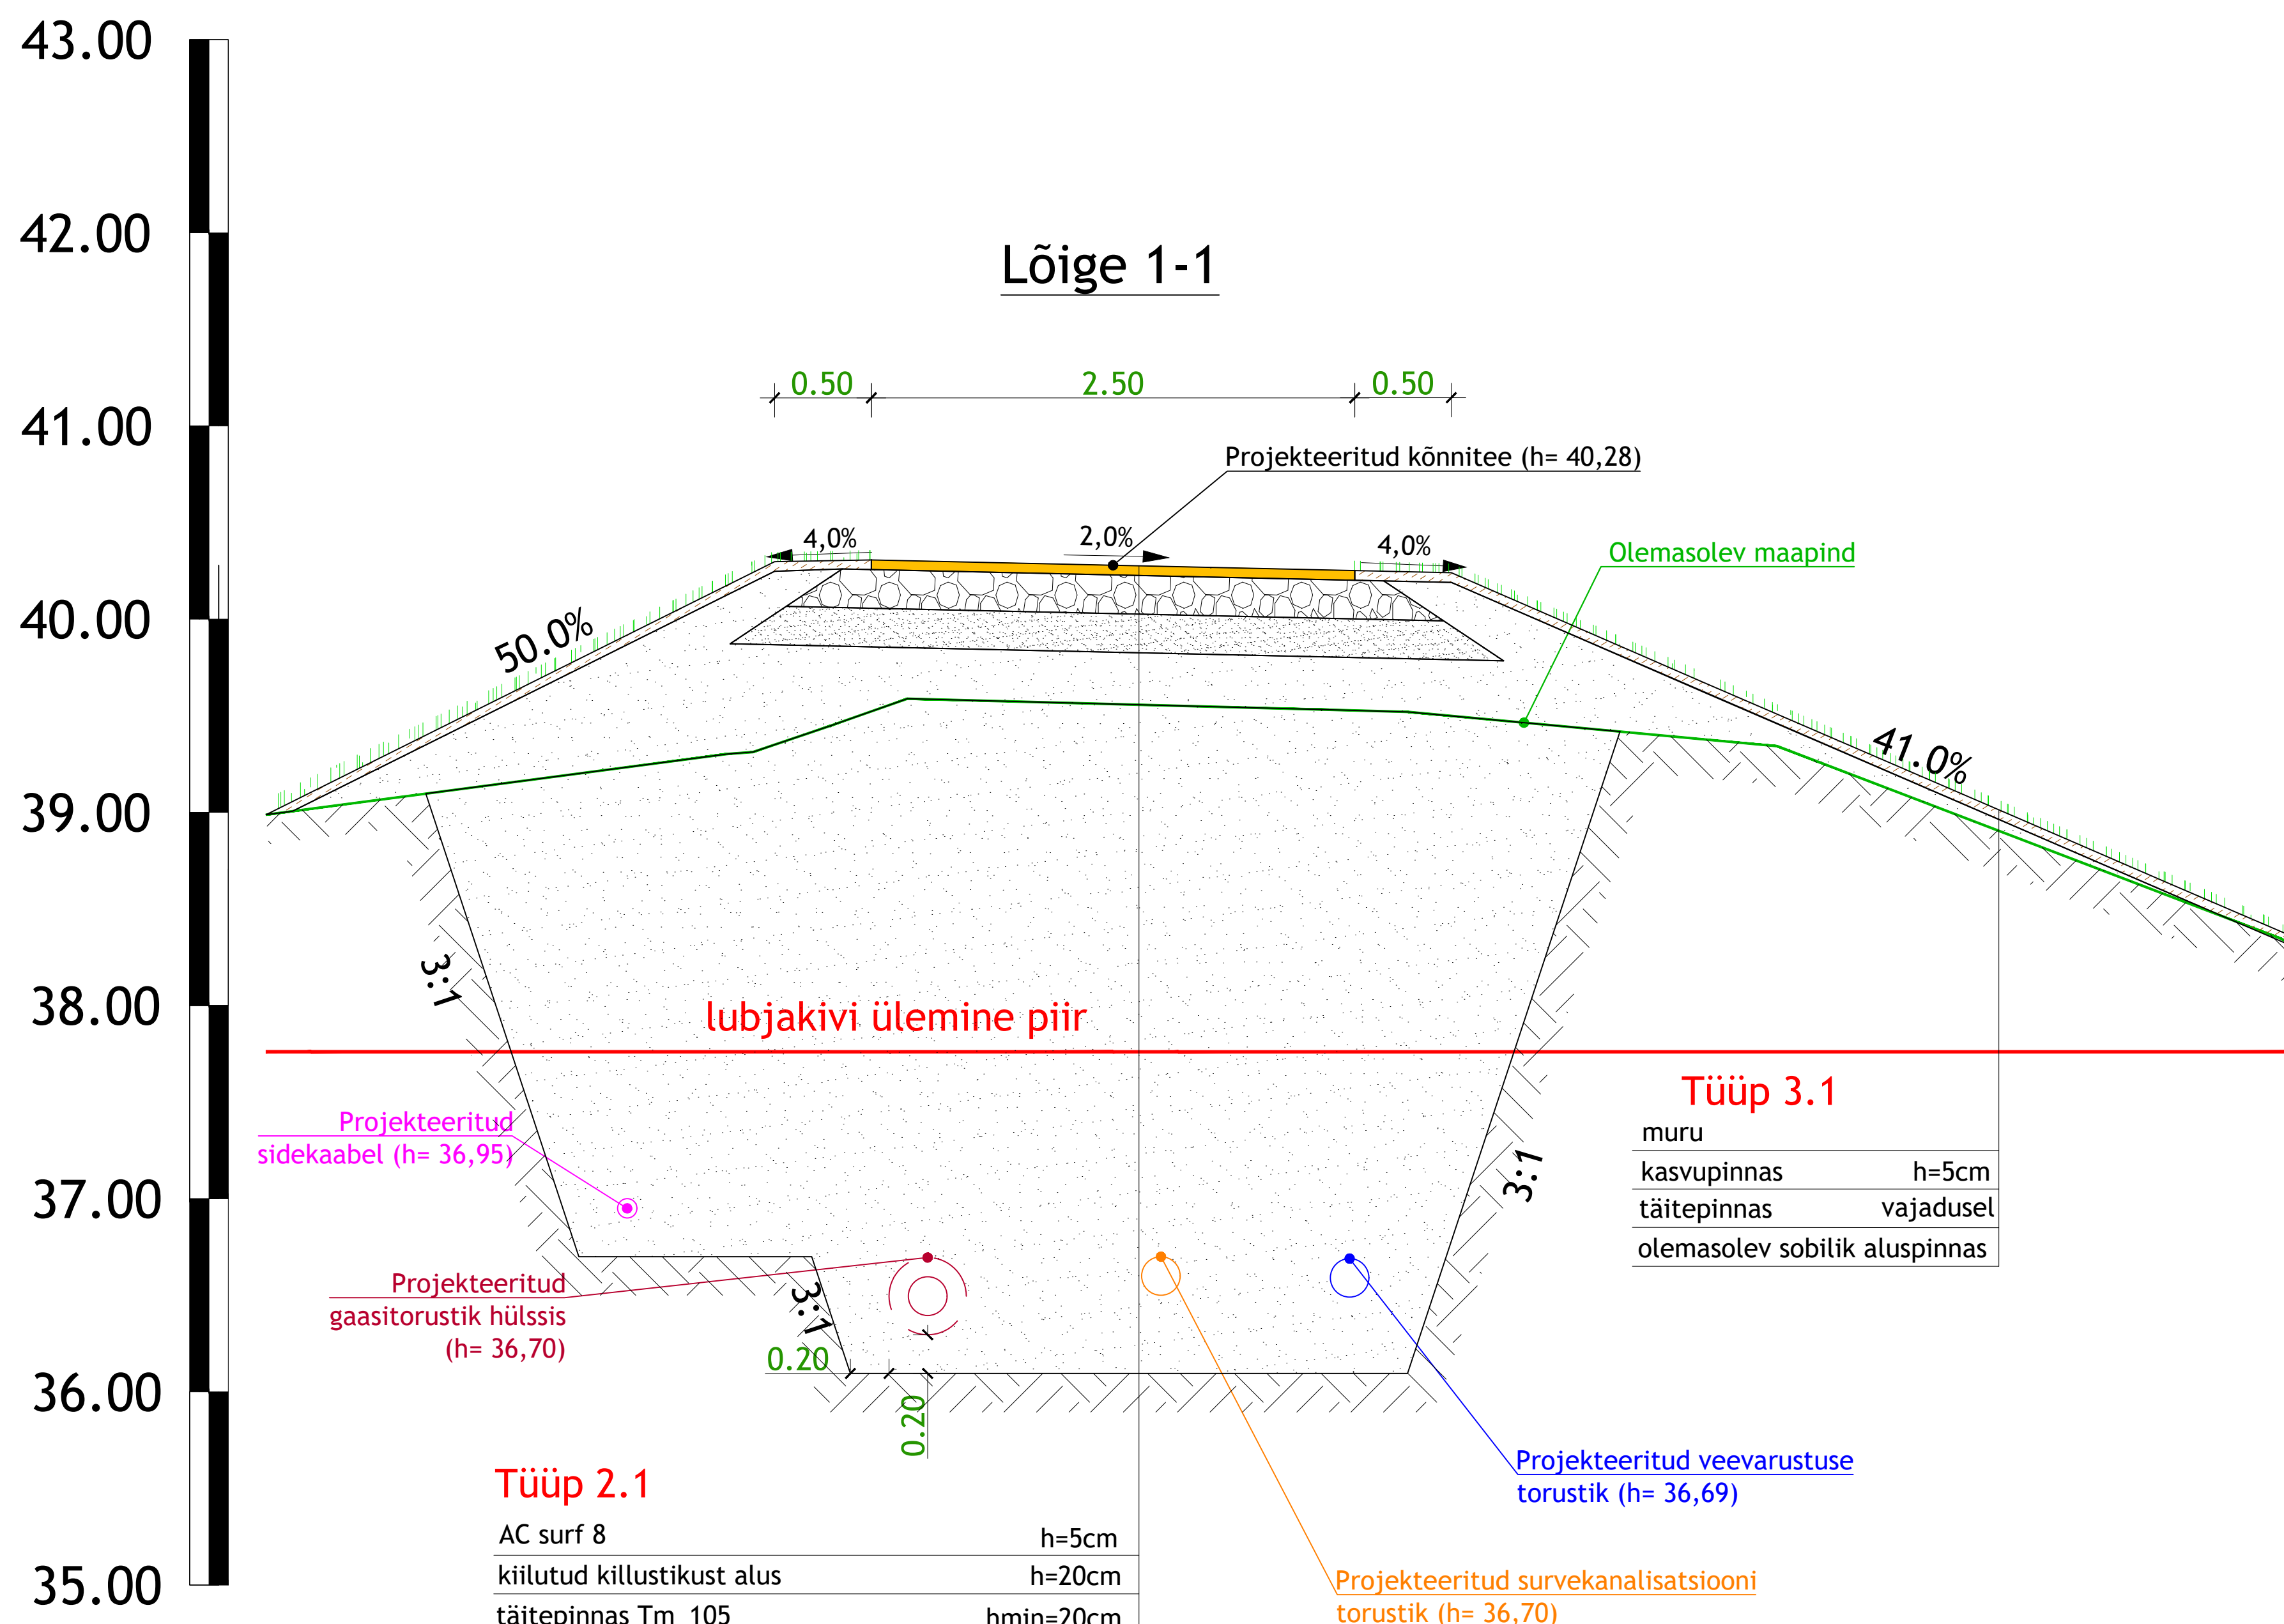 43.00
42.00
Lõige 1-1
0.50
2.50
0.50
41.00
Projekteeritud kõnnitee (h= 40,28)
4,0%
2,0%
4,0%
Olemasolev maapind
40.00
50.0%
41.0%
39.00
3:1
38.00
lubjakivi ülemine piir
Tüüp 3.1
muru
kasvupinnas h=5cm
täitepinnas vajadusel
olemasolev sobilik aluspinnas
Projekteeritud
sidekaabel (h= 36,95)
3:1
37.00
Projekteeritud
gaasitorustik hülssis
(h= 36,70)
3:1
0.20
36.00
0.20
Projekteeritud veevarustuse
torustik (h= 36,69)
Tüüp 2.1
AC surf 8 h=5cm
kiilutud killustikust alus h=20cm
täitepinnas Tm_105 hmin=20cm
35.00
Projekteeritud survekanalisatsiooni
torustik (h= 36,70)